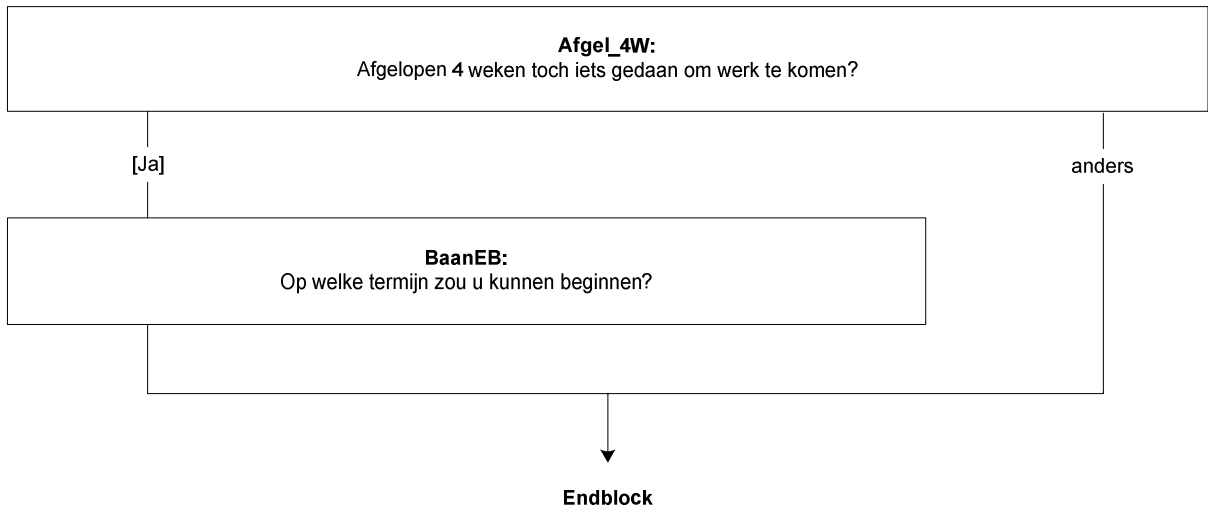 Afgel_4W:
Afgelopen 4 weken toch iets gedaan om werk te komen?
[Ja]
anders
BaanEB:
Op welke termijn zou u kunnen beginnen?
Endblock